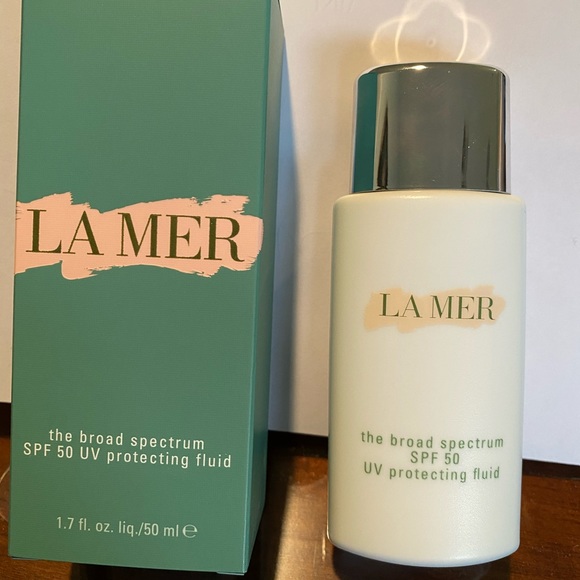 LA MER
the broad spectrum
SPF 50 UV protecting fluid
1.7 fl. oz. liq./50 ml ℮
LA MER
the broad spectrum
SPF 50
UV protecting fluid